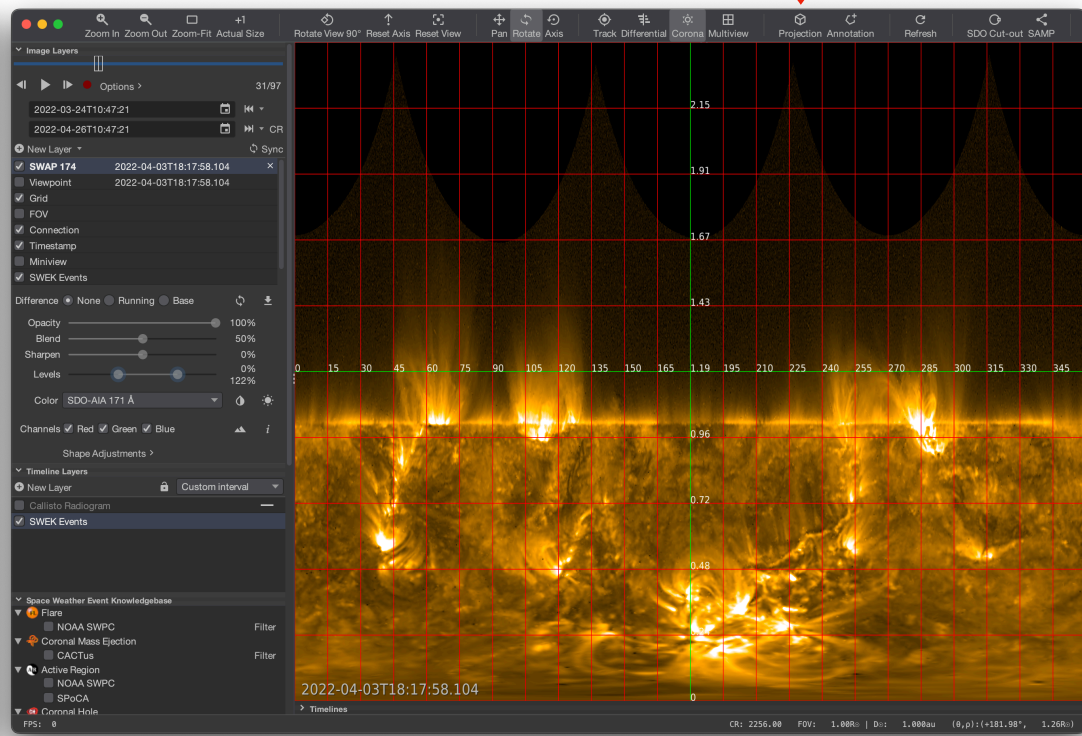 Zoom In Zoom Out Zoom-Fit Actual Size Rotate View 90° Reset Axis Reset View Pan Rotate Axis Track Differential Corona Multiview Projection Annotation Refresh SDO Cut-out SAMP
+1
Image Layers
Options >
31/97
2022-03-24T10:47:21
2022-04-26T10:47:21
CR
New Layer
Sync
SWAP 174 2022-04-03T18:17:58.104
Viewpoint 2022-04-03T18:17:58.104
Grid
FOV
Connection
Timestamp
Miniview
SWEK Events
Difference None Running Base
Opacity 100%
Blend 50%
Sharpen 0%
Levels 0%
122%
Color SDO-AIA 171 Å
Channels Red Green Blue
Shape Adjustments >
Timeline Layers
New Layer Custom interval
Callisto Radiogram
SWEK Events
Space Weather Event Knowledgebase
Flare
NOAA SWPC Filter
Coronal Mass Ejection
CACTus Filter
Active Region
NOAA SWPC
SPoCA
Coronal Hole
2.15
1.91
1.67
1.43
0 15 30 45 60 75 90 105 120 135 150 165 1.19 195 210 225 240 255 270 285 300 315 330 345
0.96
0.72
0.48
0
2022-04-03T18:17:58.104
Timelines
FPS: 0
CR: 2256.00 FOV: 1.00R☉ | D☉: 1.000au (θ,ρ):(+181.98°, 1.26R☉)